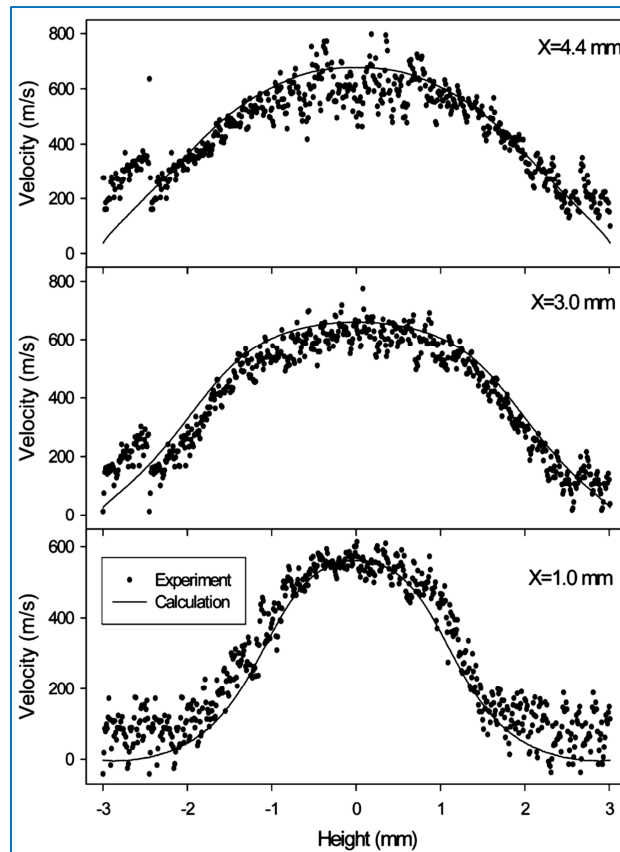 800
600
400
200
0
Velocity (m/s)
X=4.4 mm
800
600
400
200
0
Velocity (m/s)
X=3.0 mm
600
400
200
0
Velocity (m/s)
Experiment
Calculation
X=1.0 mm
-3 -2 -1 0 1 2 3
Height (mm)